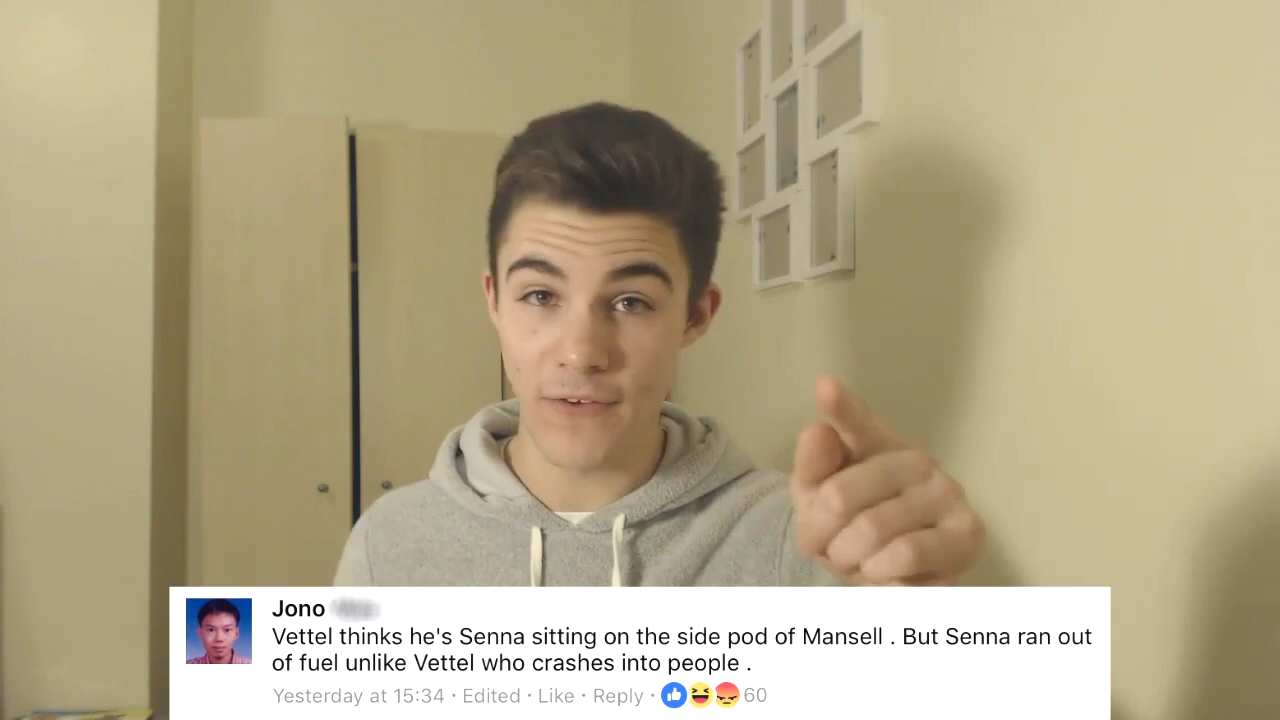 Jono
Vettel thinks he's Senna sitting on the side pod of Mansell . But Senna ran out
of fuel unlike Vettel who crashes into people .
Yesterday at 15:34 · Edited · Like · Reply · 60